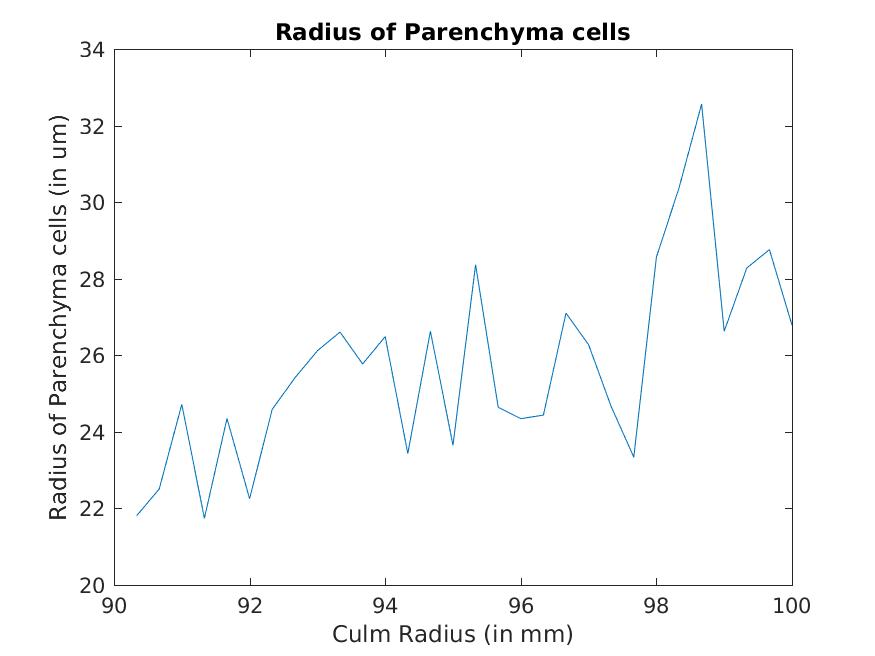 Radius of Parenchyma cells
34
32
30
28
26
24
22
20
Radius of Parenchyma cells (in um)
90 92 94 96 98 100
Culm Radius (in mm)